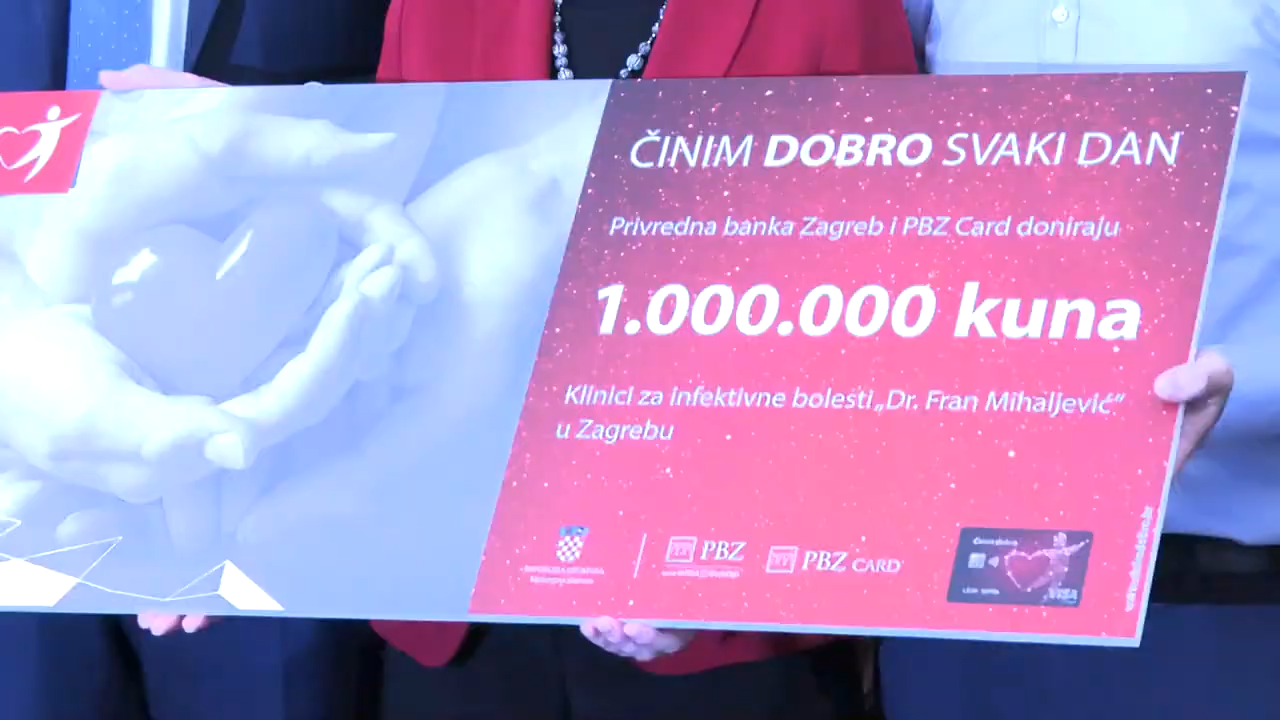 ČINIM DOBRO SVAKI DAN
Privredna banka Zagreb i PBZ Card doniraju
1.000.000 kuna
Klinici za infektivne bolesti „Dr. Fran Mihaljević“
u Zagrebu
PBZ
PBZ CARD
VISA